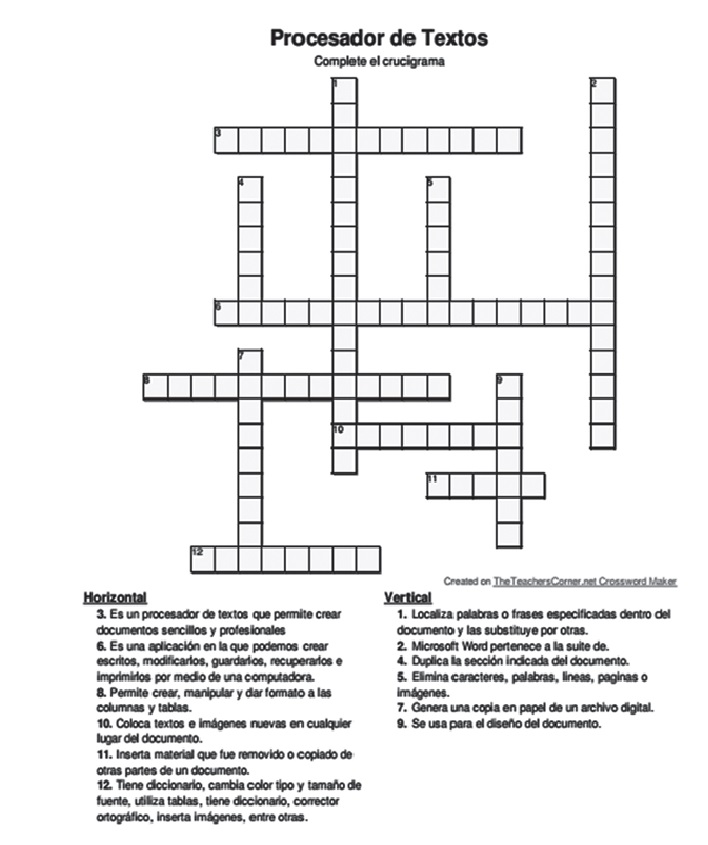 Procesador de Textos
Complete el crucigrama
1
2
3
4
5
6
7
8
9
10
11
12
Created on TheTeachersCorner.net Crossword Maker
Horizontal
3. Es un procesador de textos que permite crear
documentos sencillos y profesionales
6. Es una aplicación en la que podemos crear
escritos, modificarlos, guardarlos, recuperarlos e
imprimirlos por medio de una computadora.
8. Permite crear, manipular y dar formato a las
columnas y tablas.
10. Coloca textos e imágenes nuevas en cualquier
lugar del documento.
11. Inserta material que fue removido o copiado de
otras partes de un documento.
12. Tiene diccionario, cambia color tipo y tamaño de
fuente, utiliza tablas, tiene diccionario, corrector
ortográfico, inserta imágenes, entre otras.
Vertical
1. Localiza palabras o frases especificadas dentro del
documento y las substituye por otras.
2. Microsoft Word pertenece a la suite de.
4. Duplica la sección indicada del documento.
5. Elimina caracteres, palabras, lineas, paginas o
imágenes.
7. Genera una copia en papel de un archivo digital.
9. Se usa para el diseño del documento.